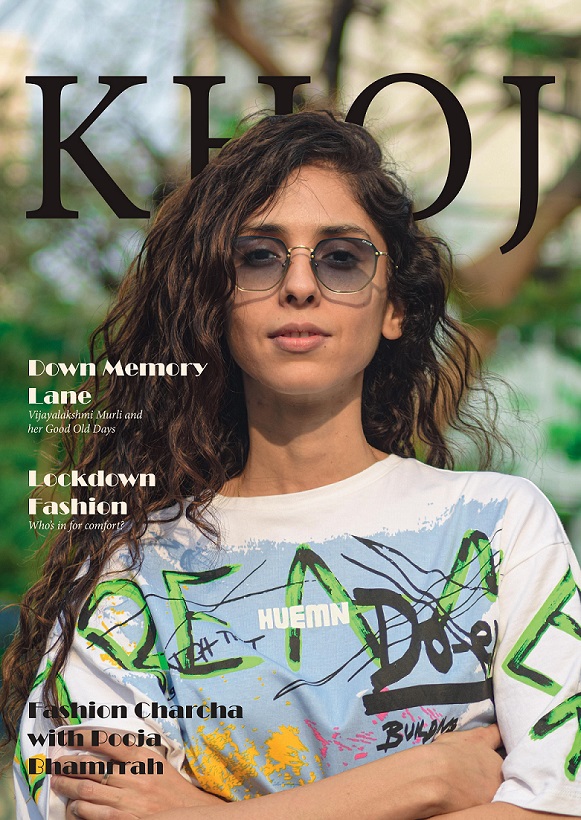 KHOJ
Down Memory
Lane
Vijayalakshmi Murli and
her Good Old Days
Lockdown
Fashion
Who's in for comfort?
HUEMN
BUILDING
Fashion Charcha
with Pooja
Bhamrrah